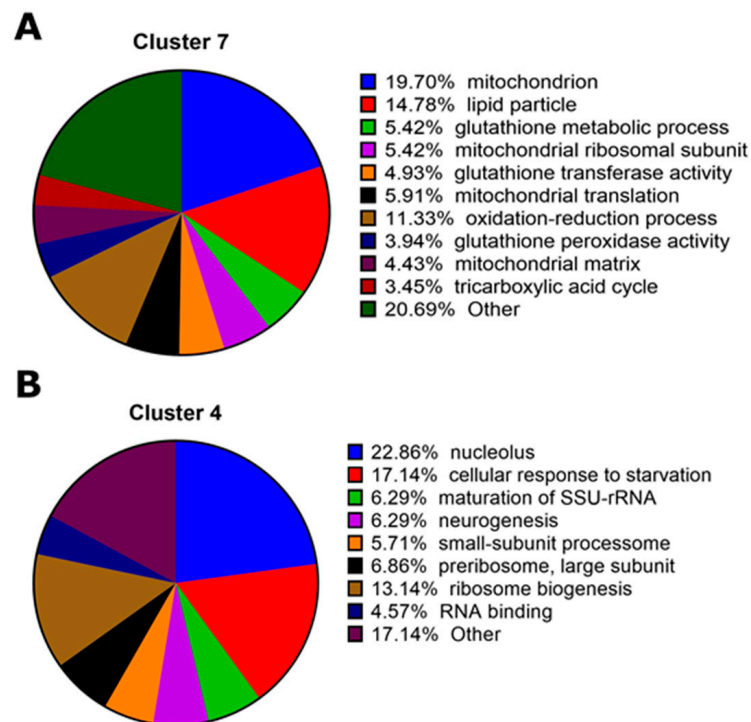 A
Cluster 7
19.70% mitochondrion
14.78% lipid particle
5.42% glutathione metabolic process
5.42% mitochondrial ribosomal subunit
4.93% glutathione transferase activity
5.91% mitochondrial translation
11.33% oxidation-reduction process
3.94% glutathione peroxidase activity
4.43% mitochondrial matrix
3.45% tricarboxylic acid cycle
20.69% Other
B
Cluster 4
22.86% nucleolus
17.14% cellular response to starvation
6.29% maturation of SSU-rRNA
6.29% neurogenesis
5.71% small-subunit processome
6.86% preribosome, large subunit
13.14% ribosome biogenesis
4.57% RNA binding
17.14% Other